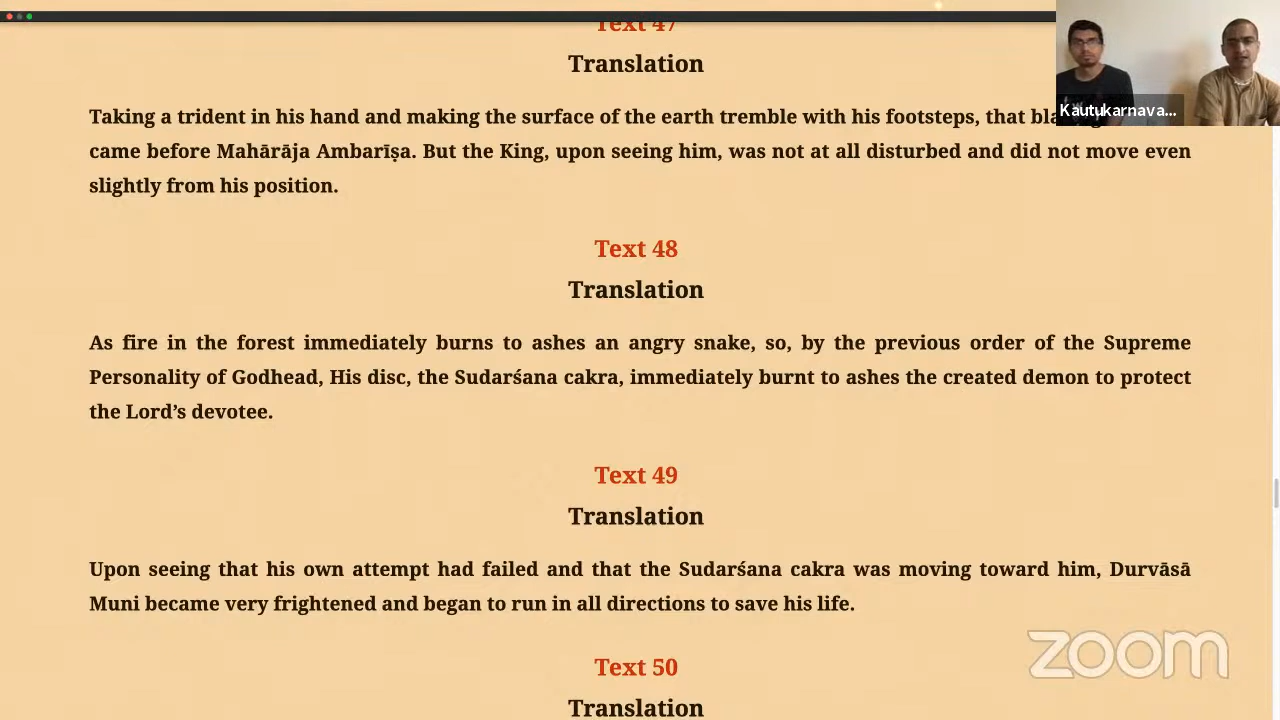 Text 47
Translation
Taking a trident in his hand and making the surface of the earth tremble with his footsteps, that
came before Mahārāja Ambarīṣa. But the King, upon seeing him, was not at all disturbed and did not move even
slightly from his position.
Text 48
Translation
As fire in the forest immediately burns to ashes an angry snake, so, by the previous order of the Supreme
Personality of Godhead, His disc, the Sudarśana cakra, immediately burnt to ashes the created demon to protect
the Lord’s devotee.
Text 49
Translation
Upon seeing that his own attempt had failed and that the Sudarśana cakra was moving toward him, Durvāsā
Muni became very frightened and began to run in all directions to save his life.
Text 50
Translation
Kautukarnava...
zoom